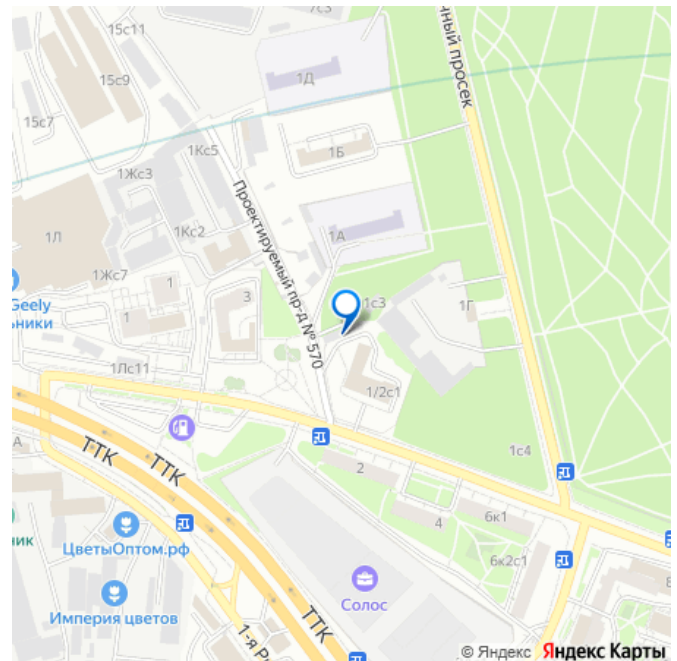 7с3
15с11
чный просек
15с9
1Д
15с7
1Кс5
1Б
1Жс3
Проектируемый пр-д № 570
1Кс2
1А
1Л
1Жс7
1
3
1с3
1Г
Geely
ьники
1
1Лс11
1/2с1
ТТК
ТТК
1с4
2
4
6к1
6к2с1
ник
ЦветыОптом.рф
Солос
Империя цветов
ТТК
1-я Р
© Яндекс Яндекс Карты